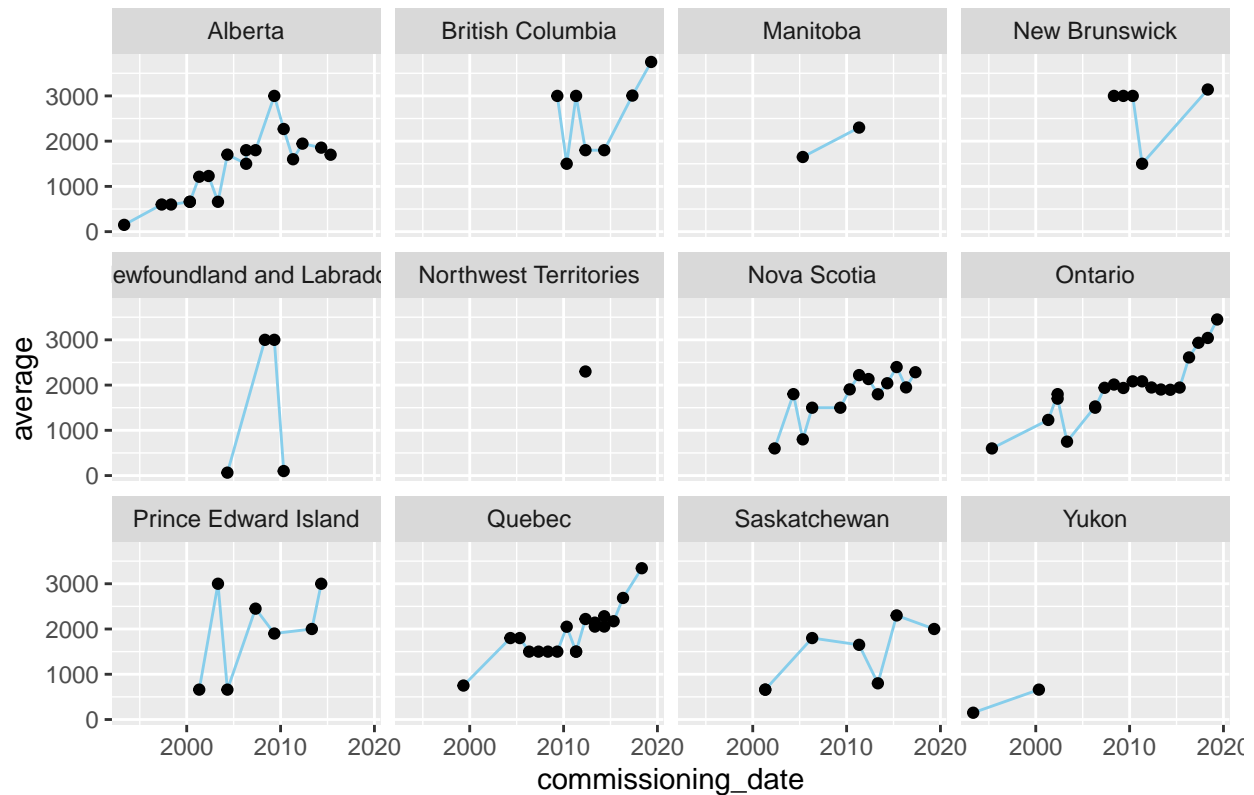 Alberta British Columbia Manitoba New Brunswick
3000
2000
1000
0
ewfoundland and Labrado Northwest Territories Nova Scotia Ontario
3000
2000
1000
0
average
Prince Edward Island Quebec Saskatchewan Yukon
3000
2000
1000
0
2000 2010 2020 2000 2010 2020 2000 2010 2020 2000 2010 2020
commissioning_date